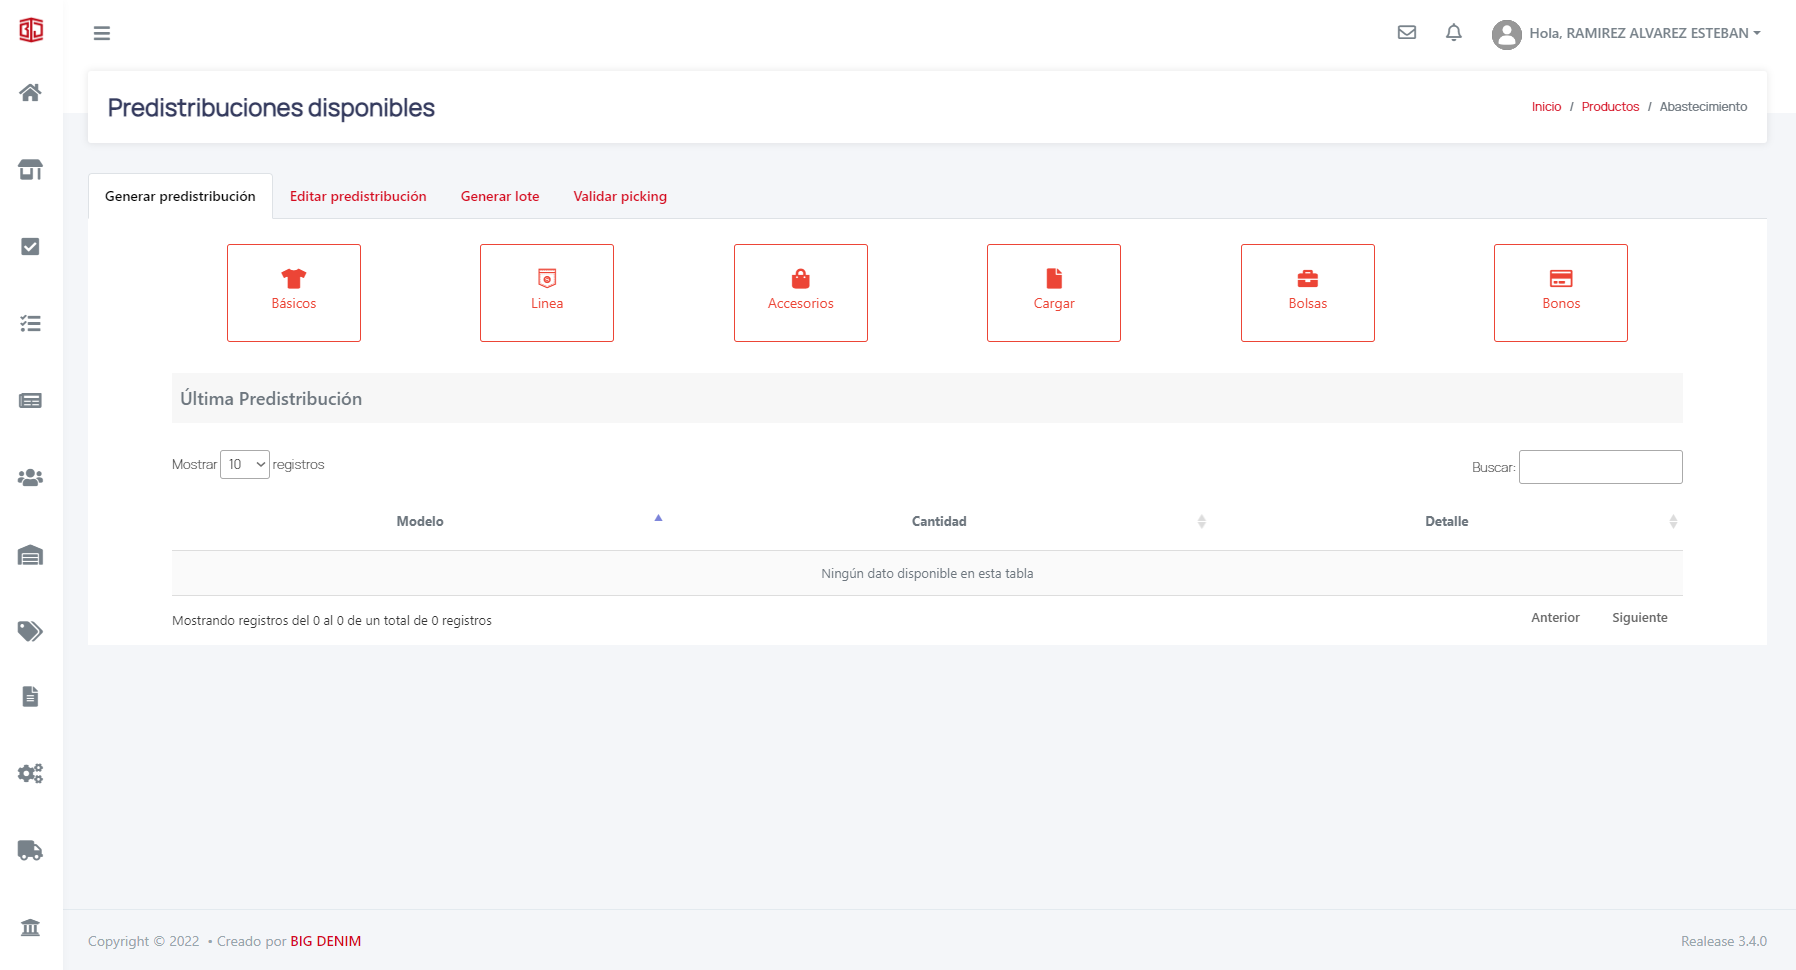 Hola, RAMIREZ ALVAREZ ESTEBAN
Predistribuciones disponibles
Inicio / Productos / Abastecimiento
Generar predistribución Editar predistribución Generar lote Validar picking
Básicos Linea Accesorios Cargar Bolsas Bonos
Última Predistribución
Mostrar 10 registros Buscar:
Modelo Cantidad Detalle
Ningún dato disponible en esta tabla
Mostrando registros del 0 al 0 de un total de 0 registros Anterior Siguiente
Copyright © 2022 • Creado por BIG DENIM Realease 3.4.0